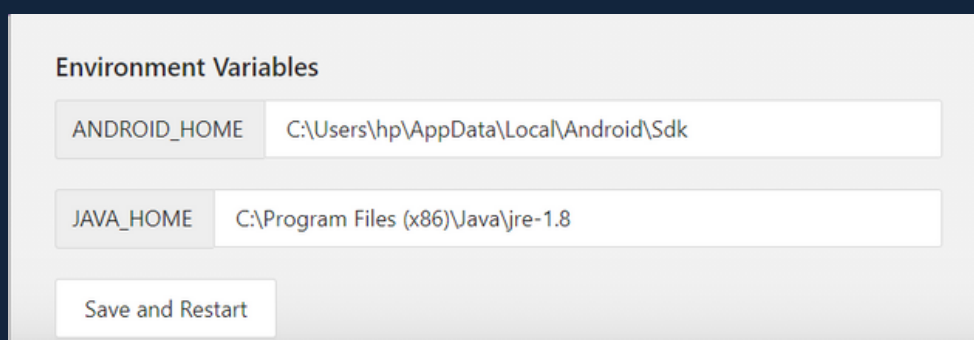 Environment Variables
ANDROID_HOME C:\Users\hp\AppData\Local\Android\Sdk
JAVA_HOME C:\Program Files (x86)\Java\jre-1.8
Save and Restart